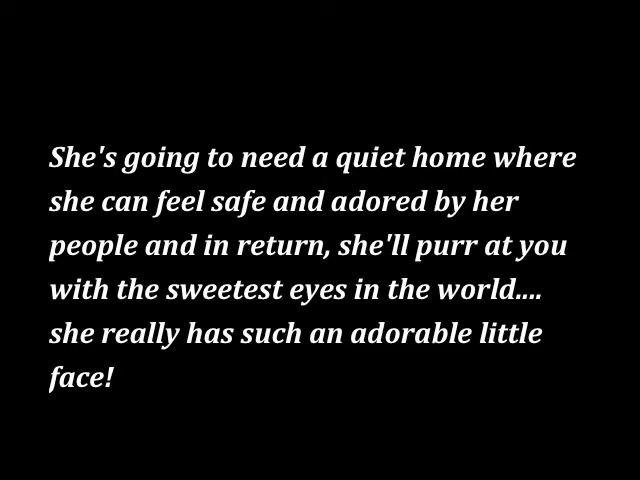 She's going to need a quiet home where
she can feel safe and adored by her
people and in return, she'll purr at you
with the sweetest eyes in the world....
she really has such an adorable little
face!